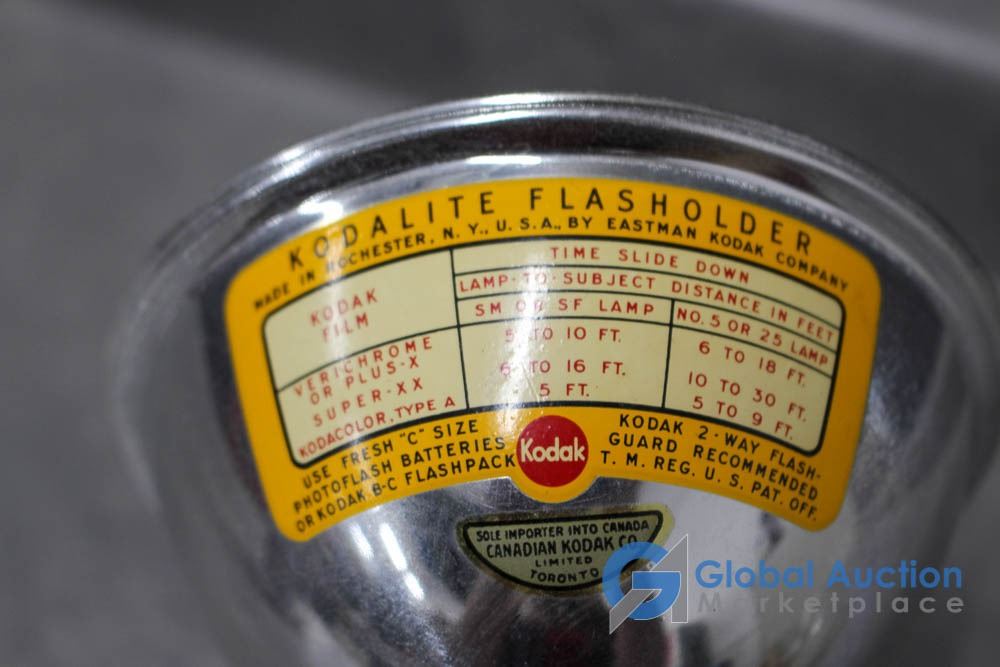 KODALITE FLASHOLDER
MADE IN ROCHESTER, N. Y., U. S. A., BY EASTMAN KODAK COMPANY
KODAK
FILM
TIME SLIDE DOWN
LAMP-TO-SUBJECT DISTANCE IN FEET
SM OR SF LAMP
NO. 5 OR 25 LAMP
VERICHROME
OR PLUS-X
5 TO 10 FT.
6 TO 18 FT.
SUPER-XX
6 TO 16 FT.
10 TO 30 FT.
KODACOLOR, TYPE A
5 FT.
5 TO 9 FT.
USE FRESH "C" SIZE
PHOTOFLASH BATTERIES
OR KODAK B-C FLASHPACK
Kodak
KODAK 2-WAY FLASH-
GUARD RECOMMENDED
T. M. REG. U. S. PAT. OFF.
SOLE IMPORTER INTO CANADA
CANADIAN KODAK CO.
LIMITED
TORONTO
Global Auction
Marketplace